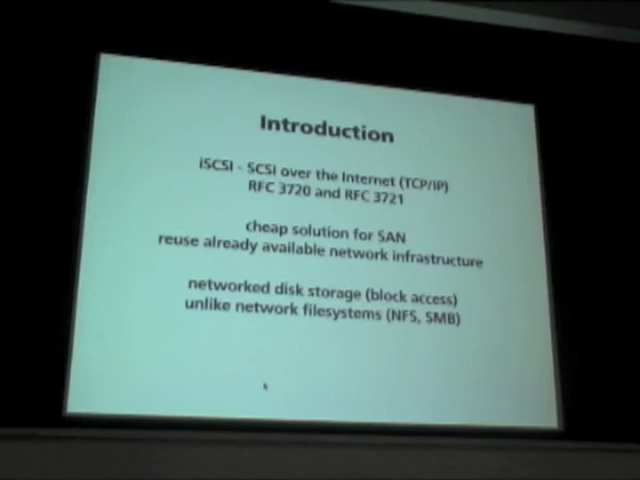 Introduction
iSCSI - SCSI over the Internet (TCP/IP)
RFC 3720 and RFC 3721
cheap solution for SAN
reuse already available network infrastructure
networked disk storage (block access)
unlike network filesystems (NFS, SMB)